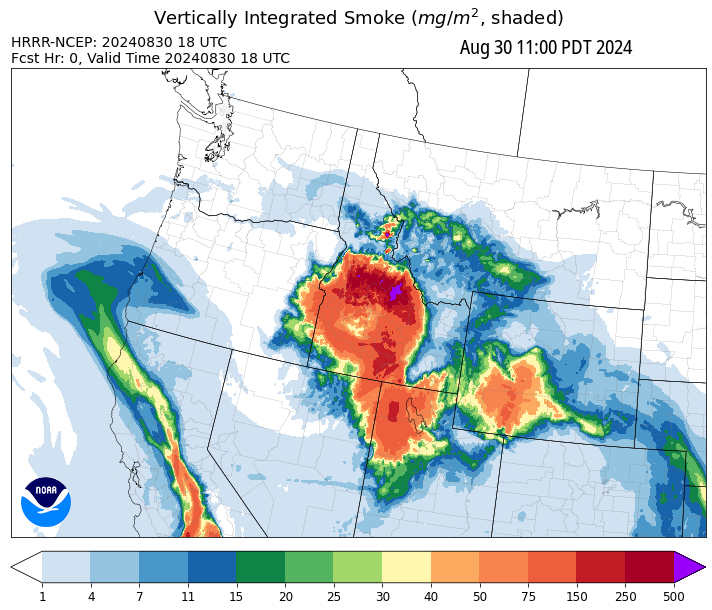 Vertically Integrated Smoke (mg/m², shaded)
HRRR-NCEP: 20240830 18 UTC
Fcst Hr: 0, Valid Time 20240830 18 UTC
Aug 30 11:00 PDT 2024
NOAA
1 4 7 11 15 20 25 30 40 50 75 150 250 500